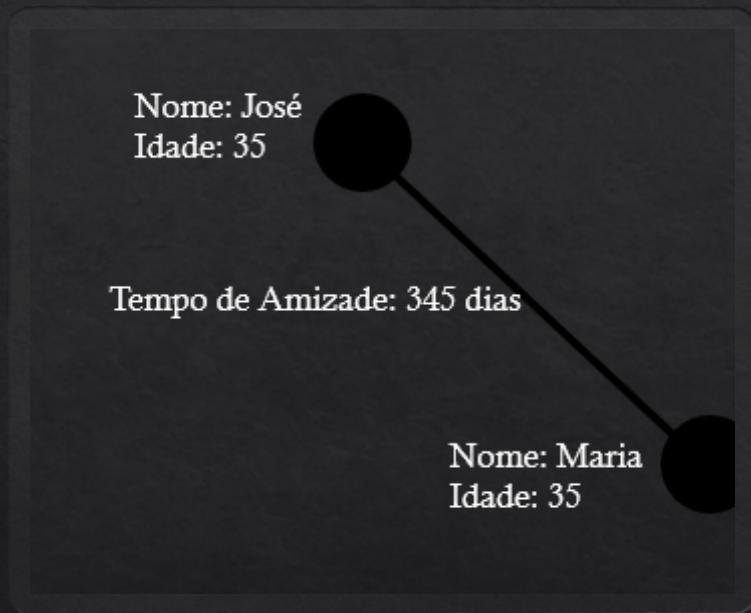 Nome: José
Idade: 35
Tempo de Amizade: 345 dias
Nome: Maria
Idade: 35